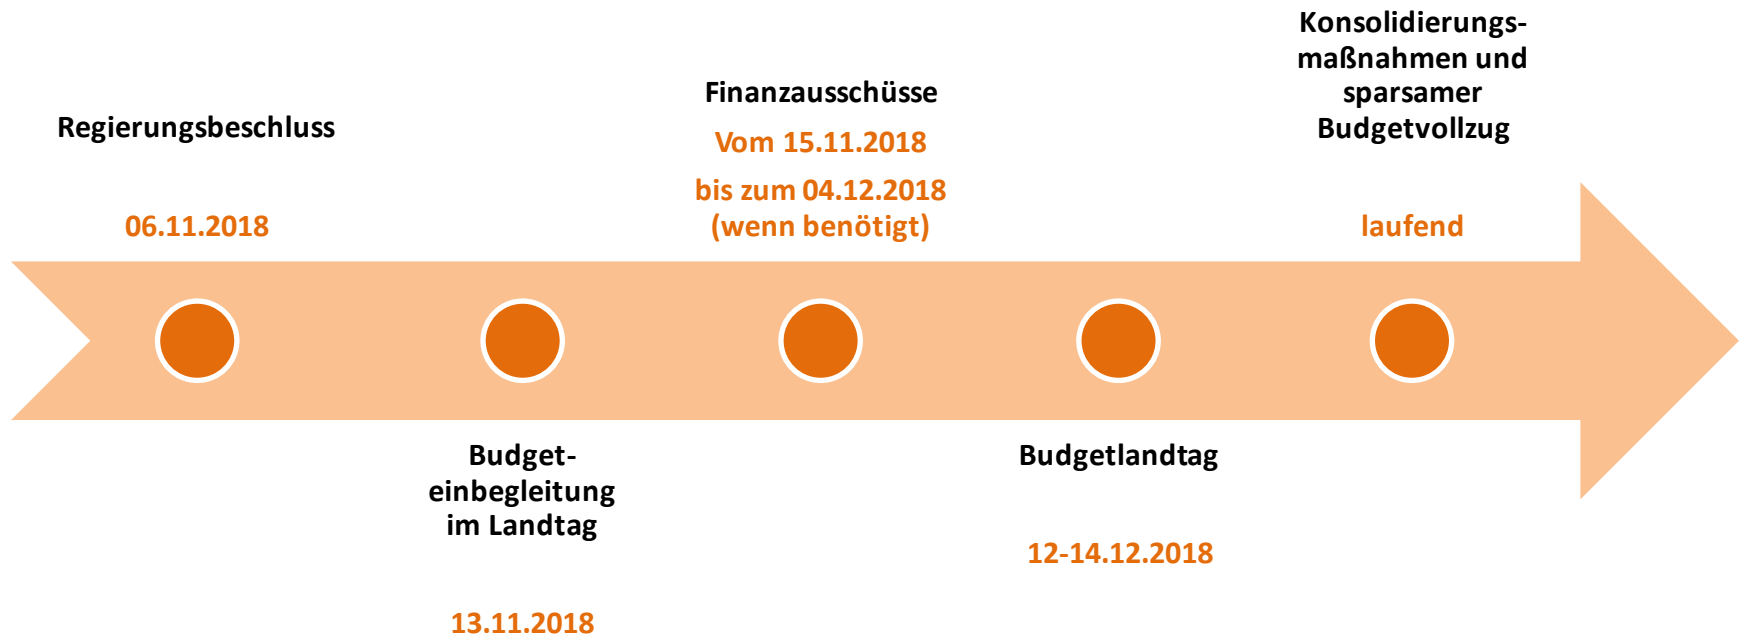 Regierungsbeschluss
06.11.2018
Budget-
einbegleitung
im Landtag
13.11.2018
Finanzausschüsse
Vom 15.11.2018
bis zum 04.12.2018
(wenn benötigt)
Budgetlandtag
12-14.12.2018
Konsolidierungs-
maßnahmen und
sparsamer
Budgetvollzug
laufend